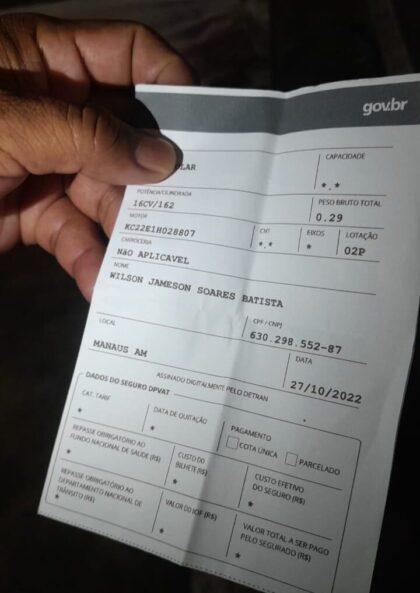 gov.br
LAR
CAPACIDADE
*.*
POTÊNCIA/CILINDRADA
16CV/162
PESO BRUTO TOTAL
0.29
MOTOR
KC22E1H028807
CMT
*.*
EIXOS
*
LOTAÇÃO
02P
CARROCERIA
NãO APLICAVEL
NOME
WILSON JAMESON SOARES BATISTA
CPF / CNPJ
630.298.552-87
LOCAL
MANAUS AM
DATA
27/10/2022
ASSINADO DIGITALMENTE PELO DETRAN
DADOS DO SEGURO DPVAT
CAT. TARIF
*
DATA DE QUITAÇÃO
*
PAGAMENTO
COTA ÚNICA
PARCELADO
REPASSE OBRIGATÓRIO AO
FUNDO NACIONAL DE SAÚDE (R$)
*
CUSTO DO
BILHETE (R$)
*
CUSTO EFETIVO
DO SEGURO (R$)
*
REPASSE OBRIGATÓRIO AO
DEPARTAMENTO NACIONAL DE
TRÂNSITO (R$)
*
VALOR DO IOF (R$)
*
VALOR TOTAL A SER PAGO
PELO SEGURADO (R$)
*